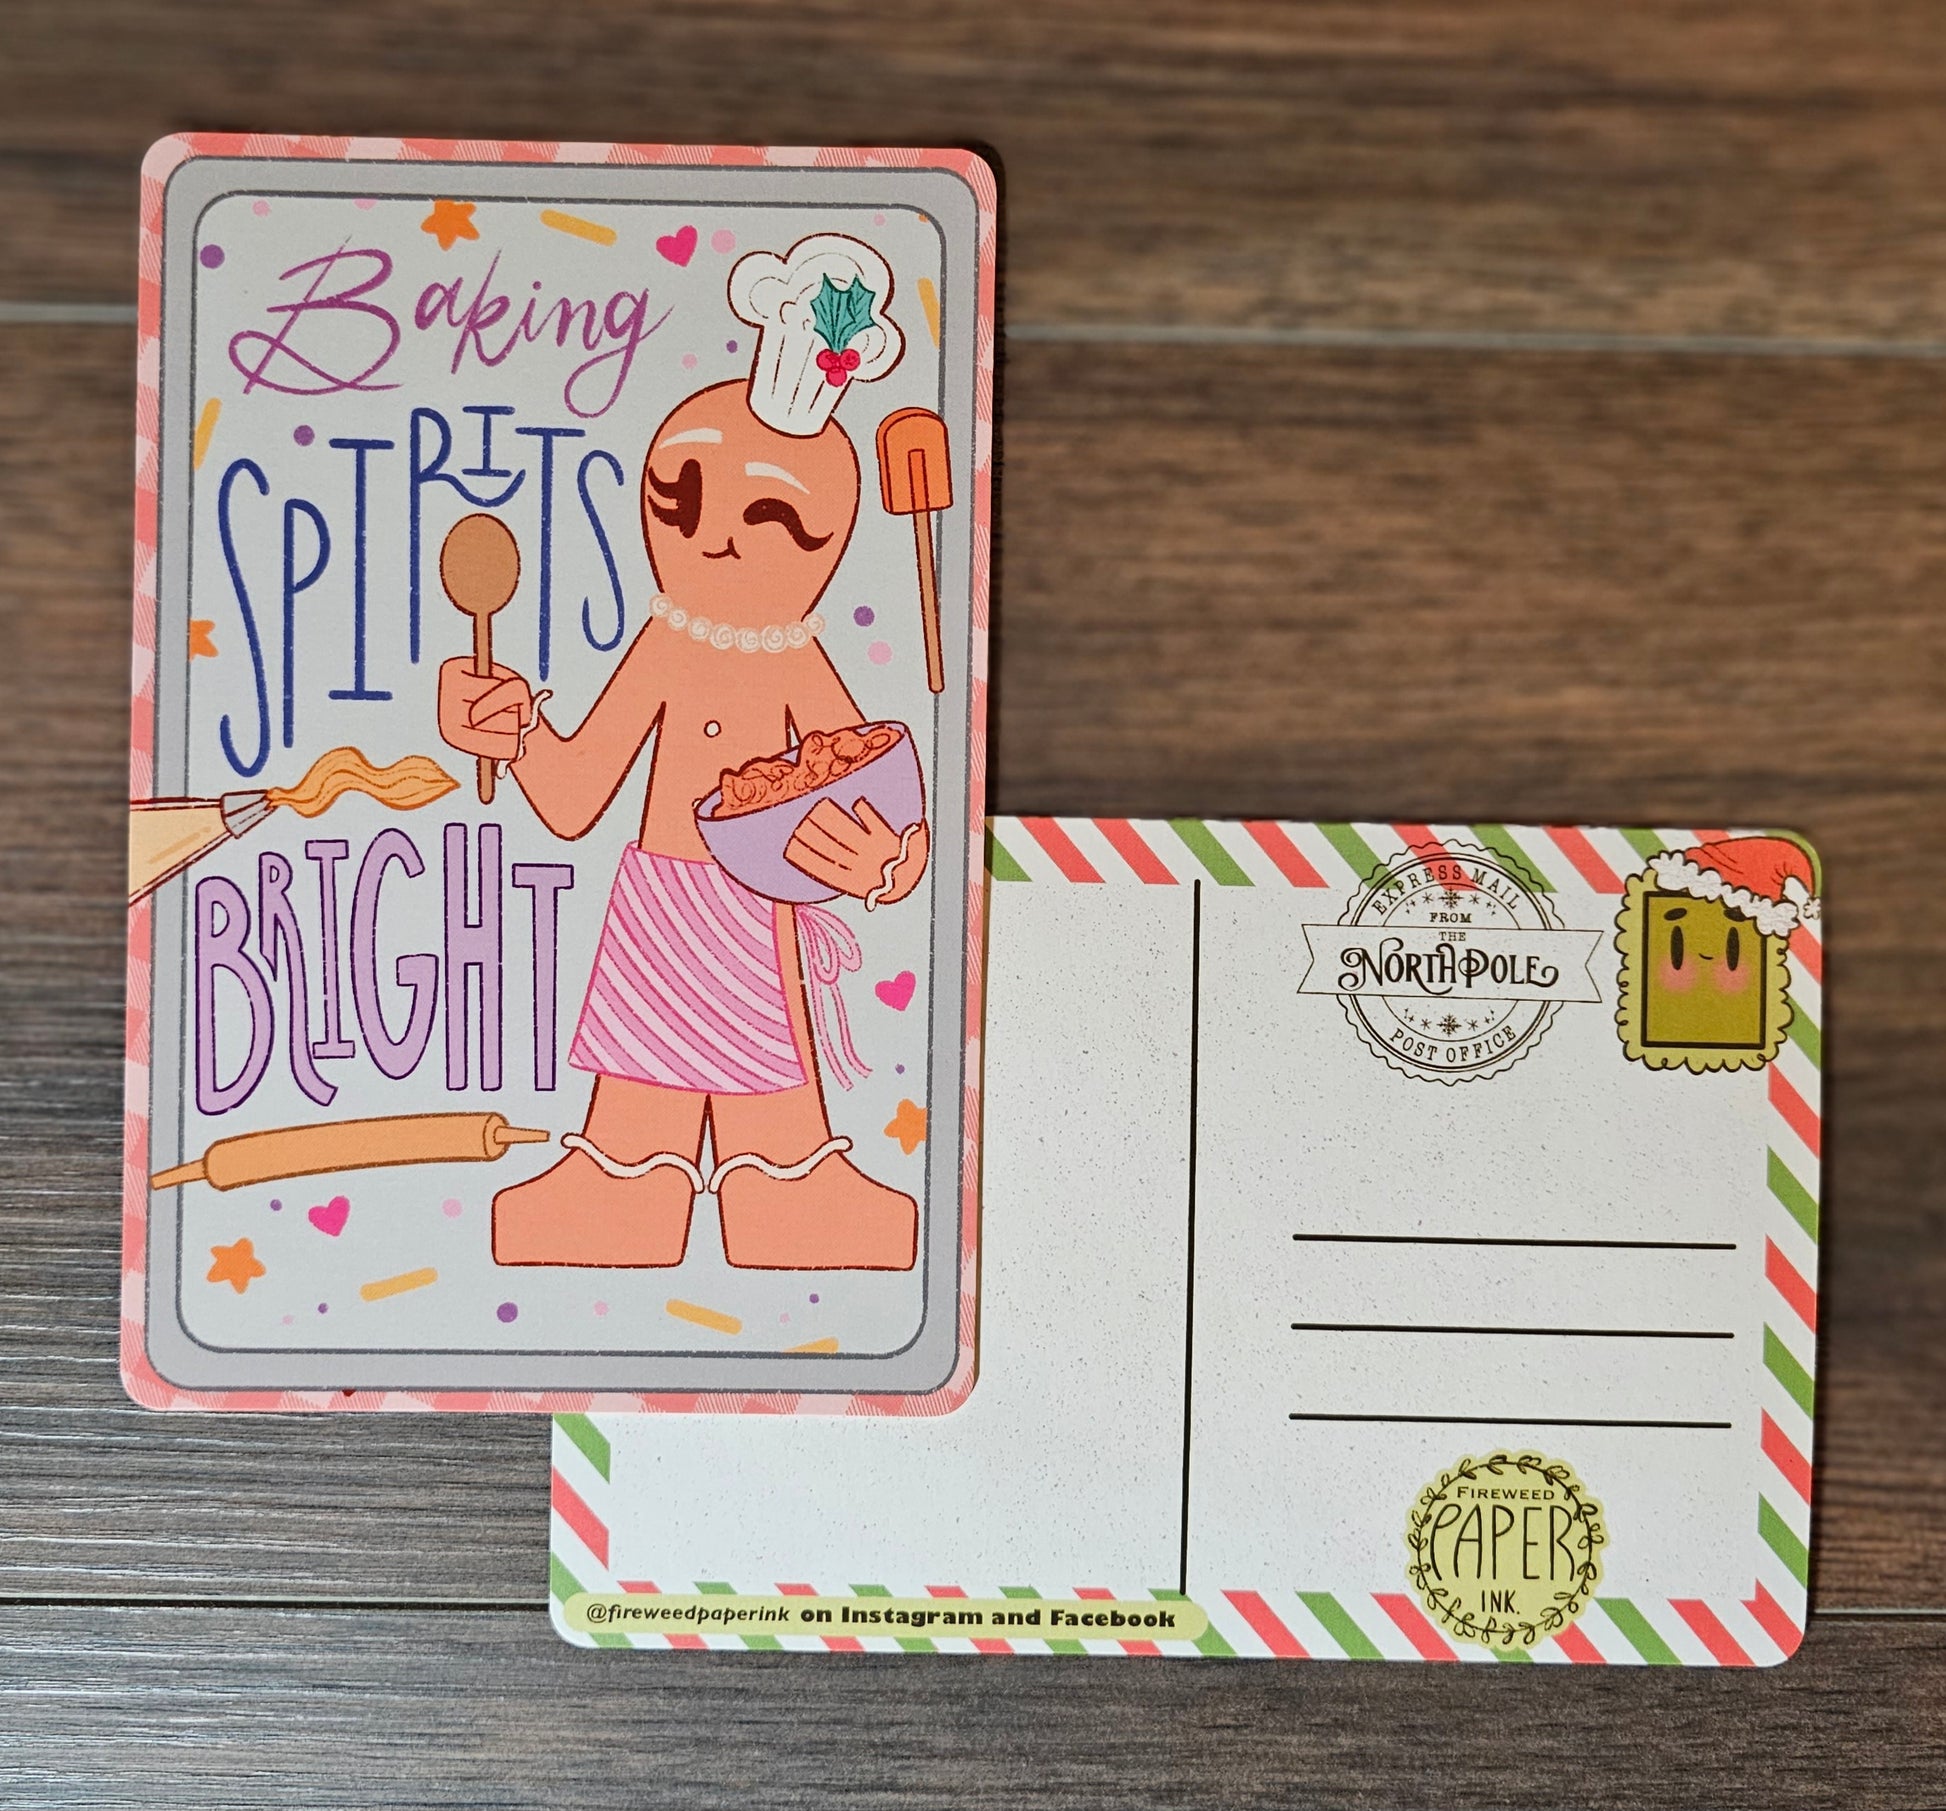 Baking
SPIRITS
BRIGHT
EXPRESS MAIL
FROM
THE
NORTH POLE
POST OFFICE
FIREWEED
PAPER
INK.
@fireweedpaperink on Instagram and Facebook